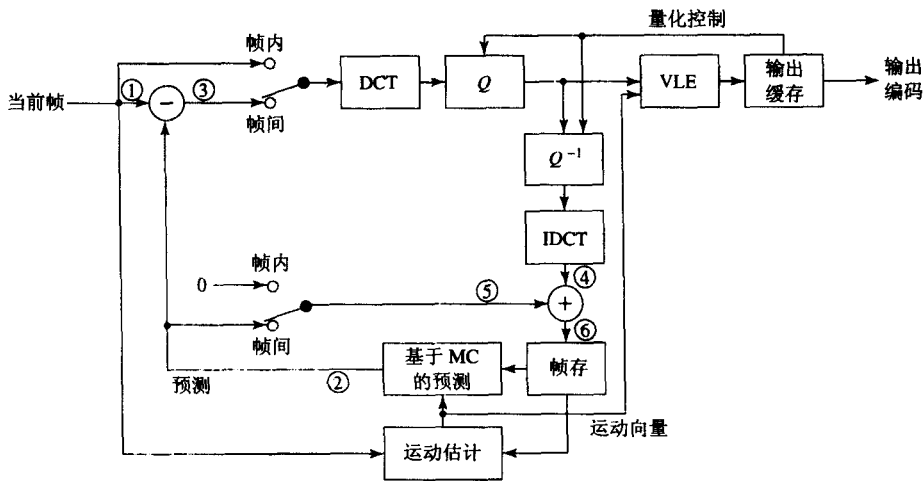 量化控制
帧内
当前帧
①
−
③
帧间
DCT
Q
VLE
输出
缓存
输出
编码
Q⁻¹
IDCT
④
帧内
0
⑤
+
⑥
帧间
预测
②
基于 MC
的预测
帧存
运动向量
运动估计